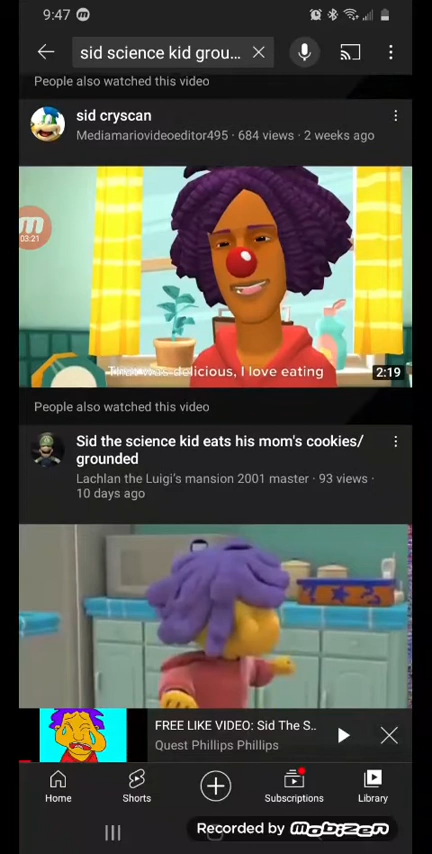 9:47
sid science kid grou...
People also watched this video
sid cryscan
Mediamariovideoeditor495 · 684 views · 2 weeks ago
03:21
That was delicious, I love eating
2:19
People also watched this video
Sid the science kid eats his mom's cookies/
grounded
Lachlan the Luigi's mansion 2001 master · 93 views ·
10 days ago
FREE LIKE VIDEO: Sid The S..
Quest Phillips Phillips
Home
Shorts
Subscriptions
Library
Recorded by mobizen